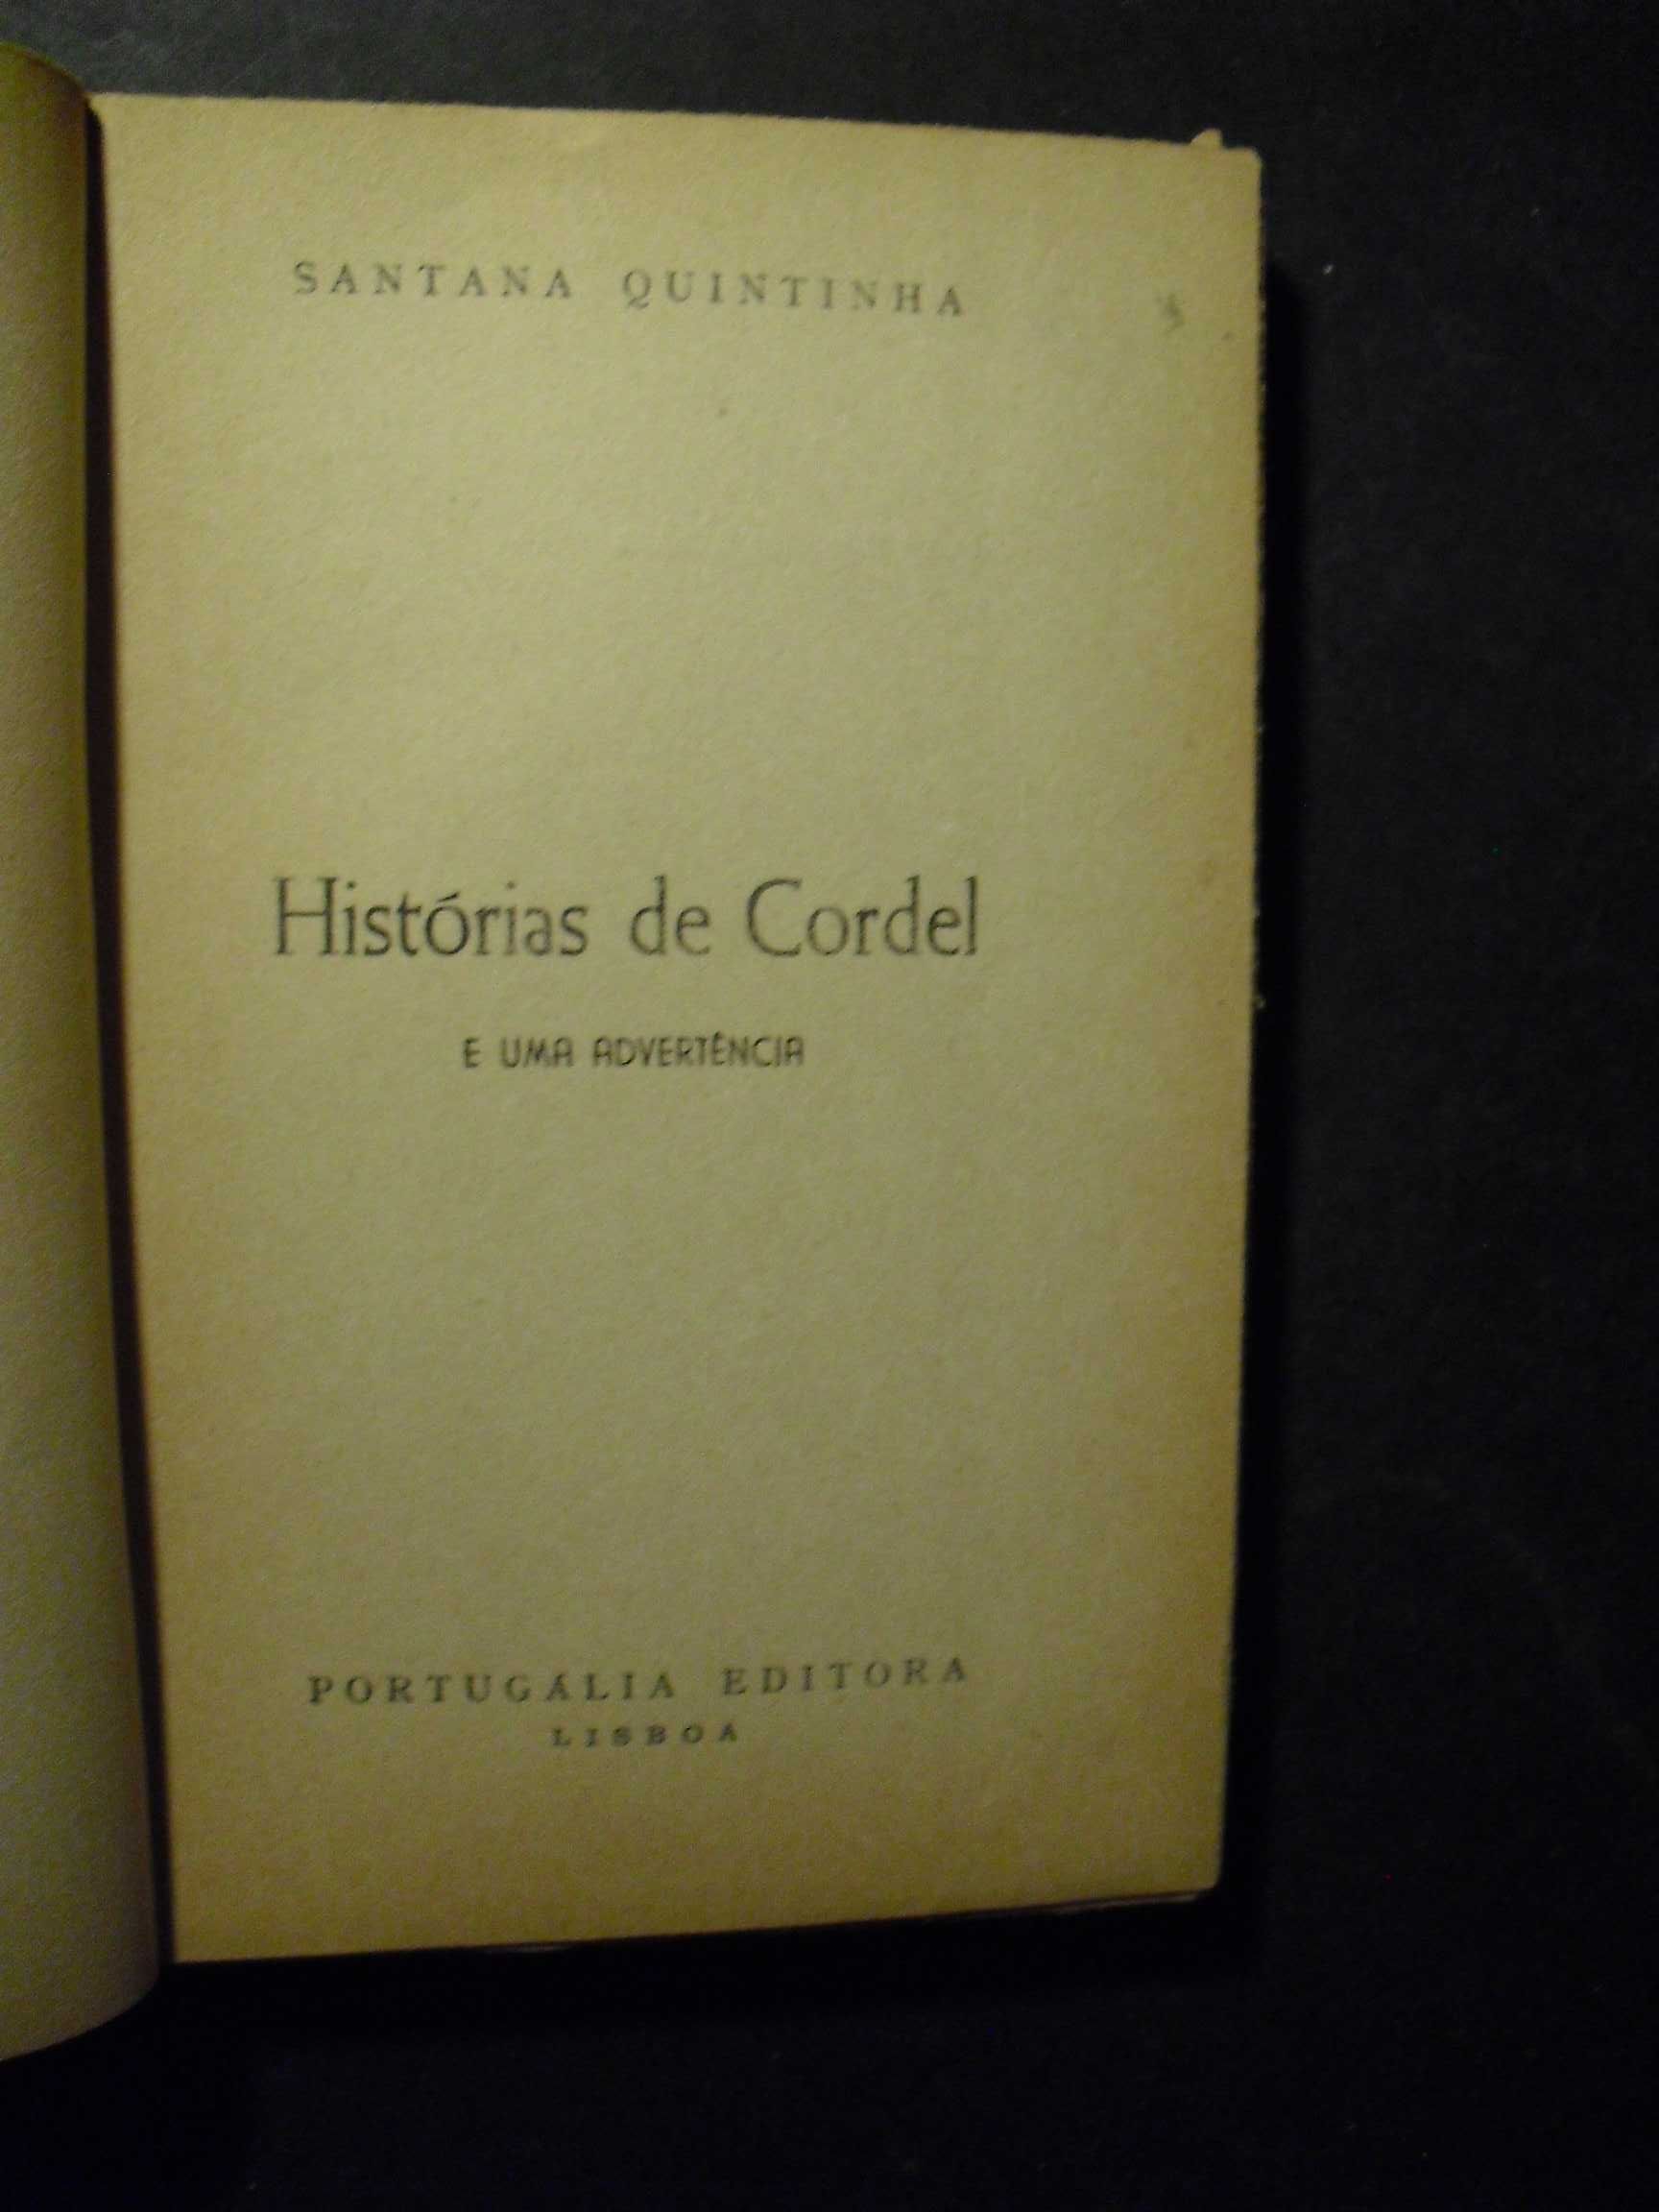 SANTANA QUINTINHA
Histórias de Cordel
E UMA ADVERTÊNCIA
PORTUGÁLIA EDITORA
LISBOA